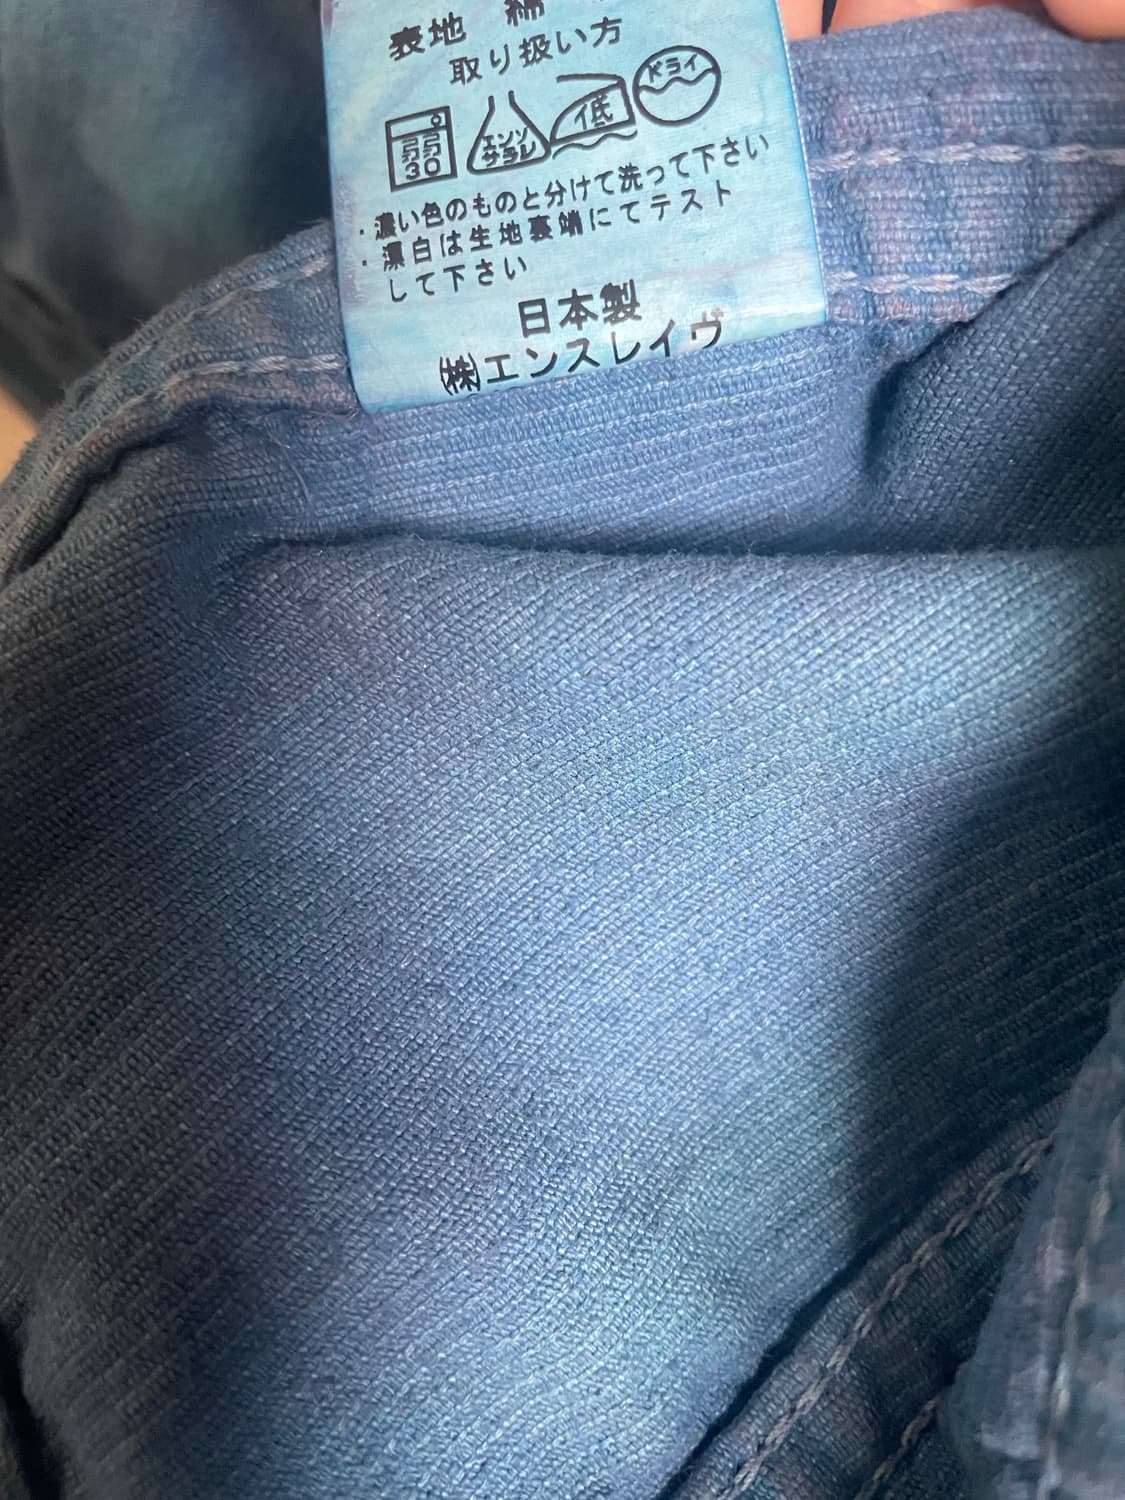 表地　綿
取り扱い方
弱 30
エンソサラシ
低
ドライ
・濃い色のものと分けて洗って下さい
・漂白は生地裏端にてテスト
して下さい
日本製
㈱エンスレイヴ